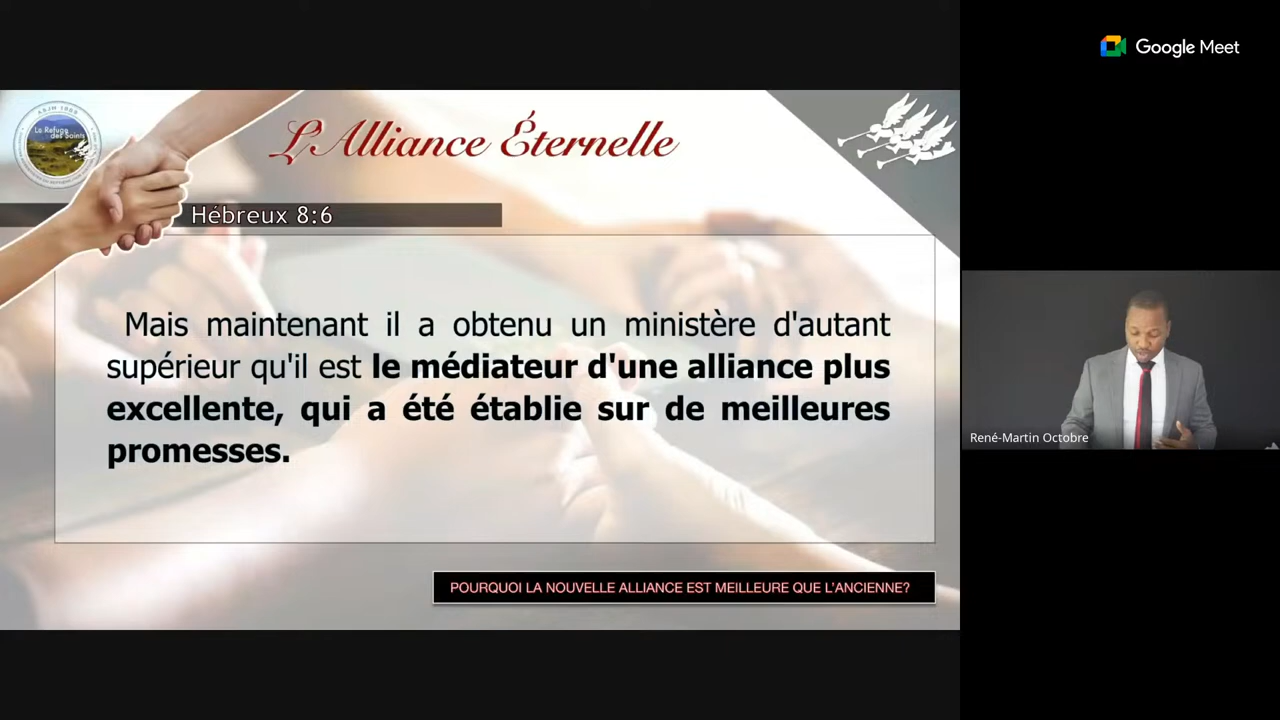 Google Meet
Le Refuge
des Saints
L'Alliance Éternelle
Hébreux 8:6
Mais maintenant il a obtenu un ministère d'autant
supérieur qu'il est le médiateur d'une alliance plus
excellente, qui a été établie sur de meilleures
promesses.
René-Martin Octobre
POURQUOI LA NOUVELLE ALLIANCE EST MEILLEURE QUE L'ANCIENNE?